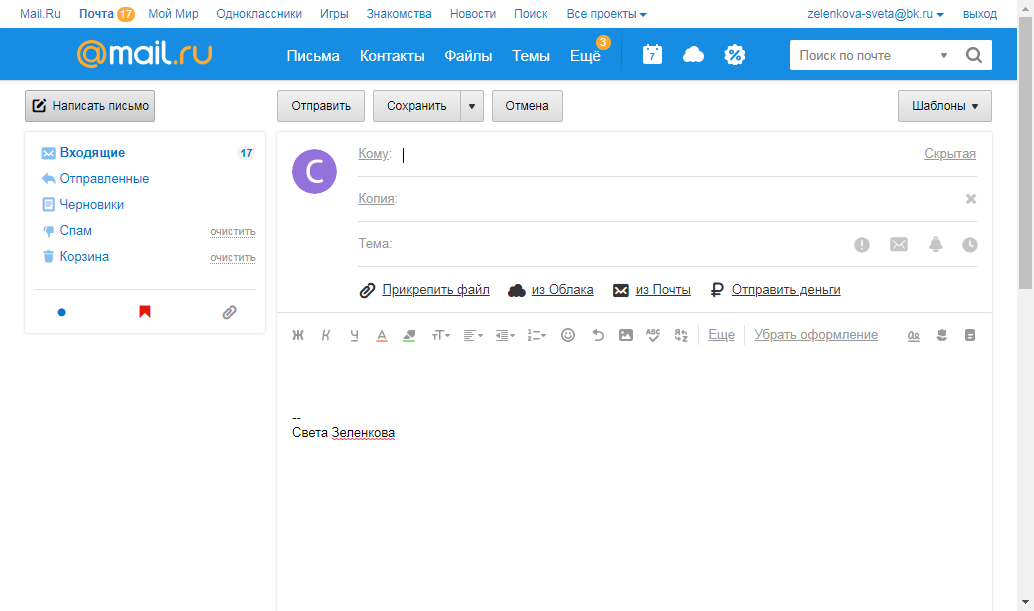 Mail.Ru Почта 17 Мой Мир Одноклассники Игры Знакомства Новости Поиск Все проекты zelenkova-sveta@bk.ru выход
@mail.ru Письма Контакты Файлы Темы Ещё 3 7 % Поиск по почте
Написать письмо Отправить Сохранить Отмена Шаблоны
Входящие 17
Отправленные
Черновики
Спам очистить
Корзина очистить
С Кому: Скрытая
Копия:
Тема:
Прикрепить файл из Облака из Почты Отправить деньги
Ж К Ч А тТ ABC Еще Убрать оформление
--
Света Зеленкова